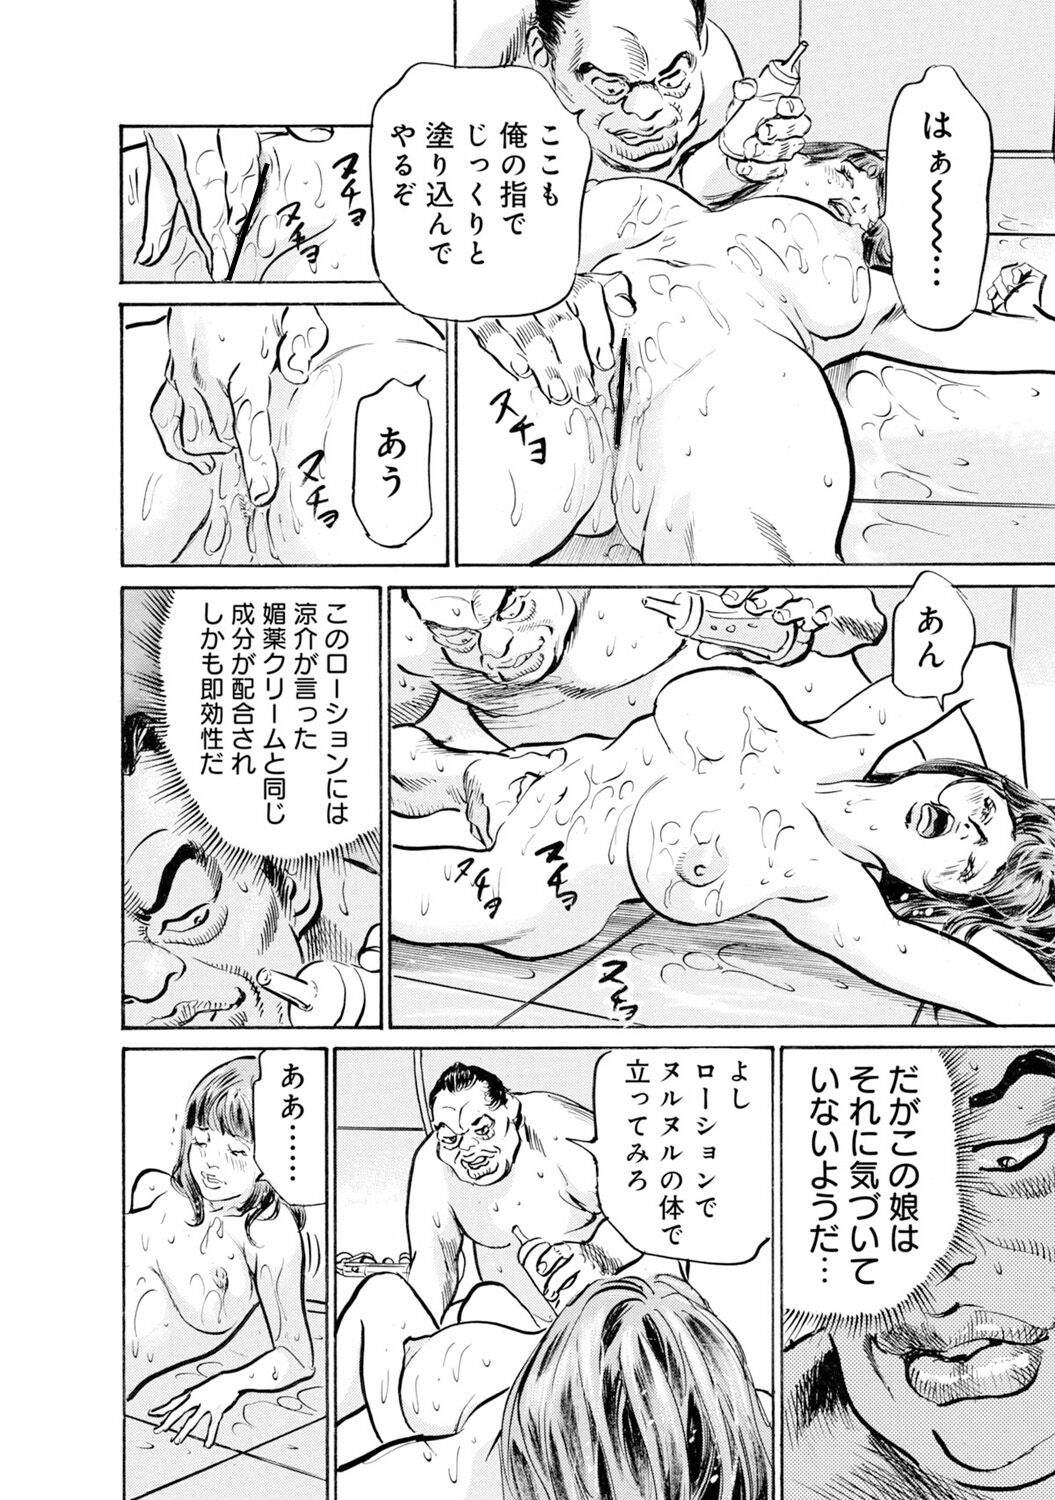 はぁ～～～～…
ここも
俺の指で
じっくりと
塗り込んで
やるぞ
ヌチョ
ヌチョ
ヌチョ
あう
ヌチョ
あん
ヌチョ
ヌチョ
ヌチョ
このローションには
涼介が言った
媚薬クリームと同じ
成分が配合され
しかも即効性だ
だがこの娘は
それに気づいて
いないようだ…
よし
ローションで
ヌルヌルの体で
立ってみろ
ああ……